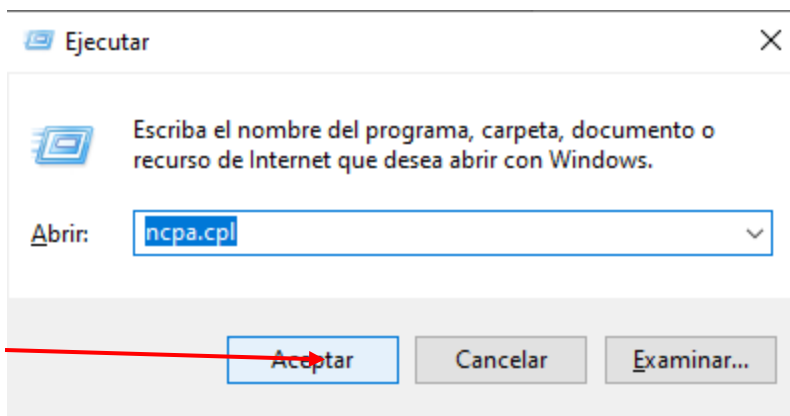 Ejecutar
Escriba el nombre del programa, carpeta, documento o
recurso de Internet que desea abrir con Windows.
Abrir: ncpa.cpl
Aceptar Cancelar Examinar...